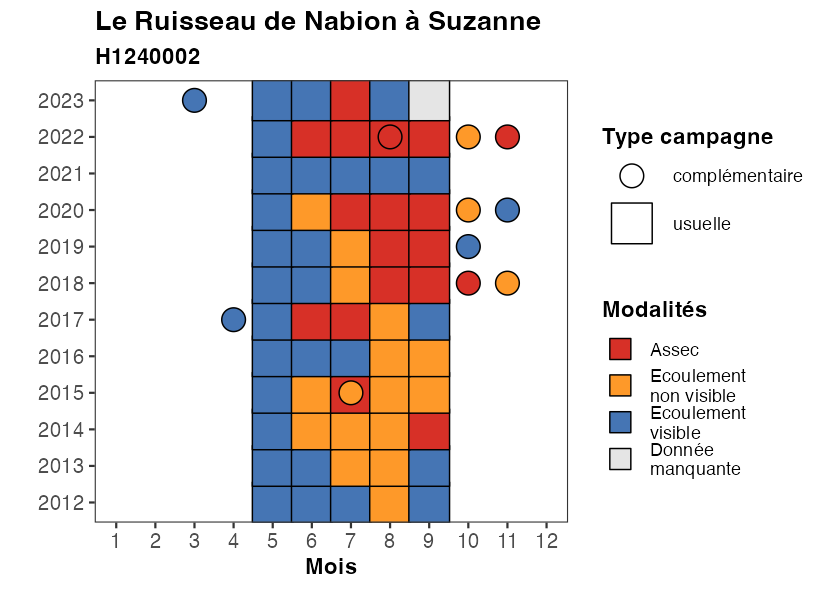 Le Ruisseau de Nabion à Suzanne
H1240002
2023
2022
2021
2020
2019
2018
2017
2016
2015
2014
2013
2012
1 2 3 4 5 6 7 8 9 10 11 12
Mois
Type campagne
complémentaire
usuelle
Modalités
Assec
Ecoulement
non visible
Ecoulement
visible
Donnée
manquante